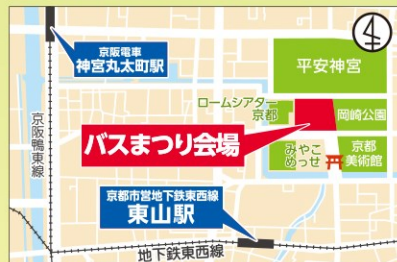 京阪電車
神宮丸太町駅
平安神宮
ロームシアター
京都
岡崎公園
バスまつり会場
みやこ
めっせ
京都
美術館
京阪鴨東線
京都市営地下鉄東西線
東山駅
地下鉄東西線